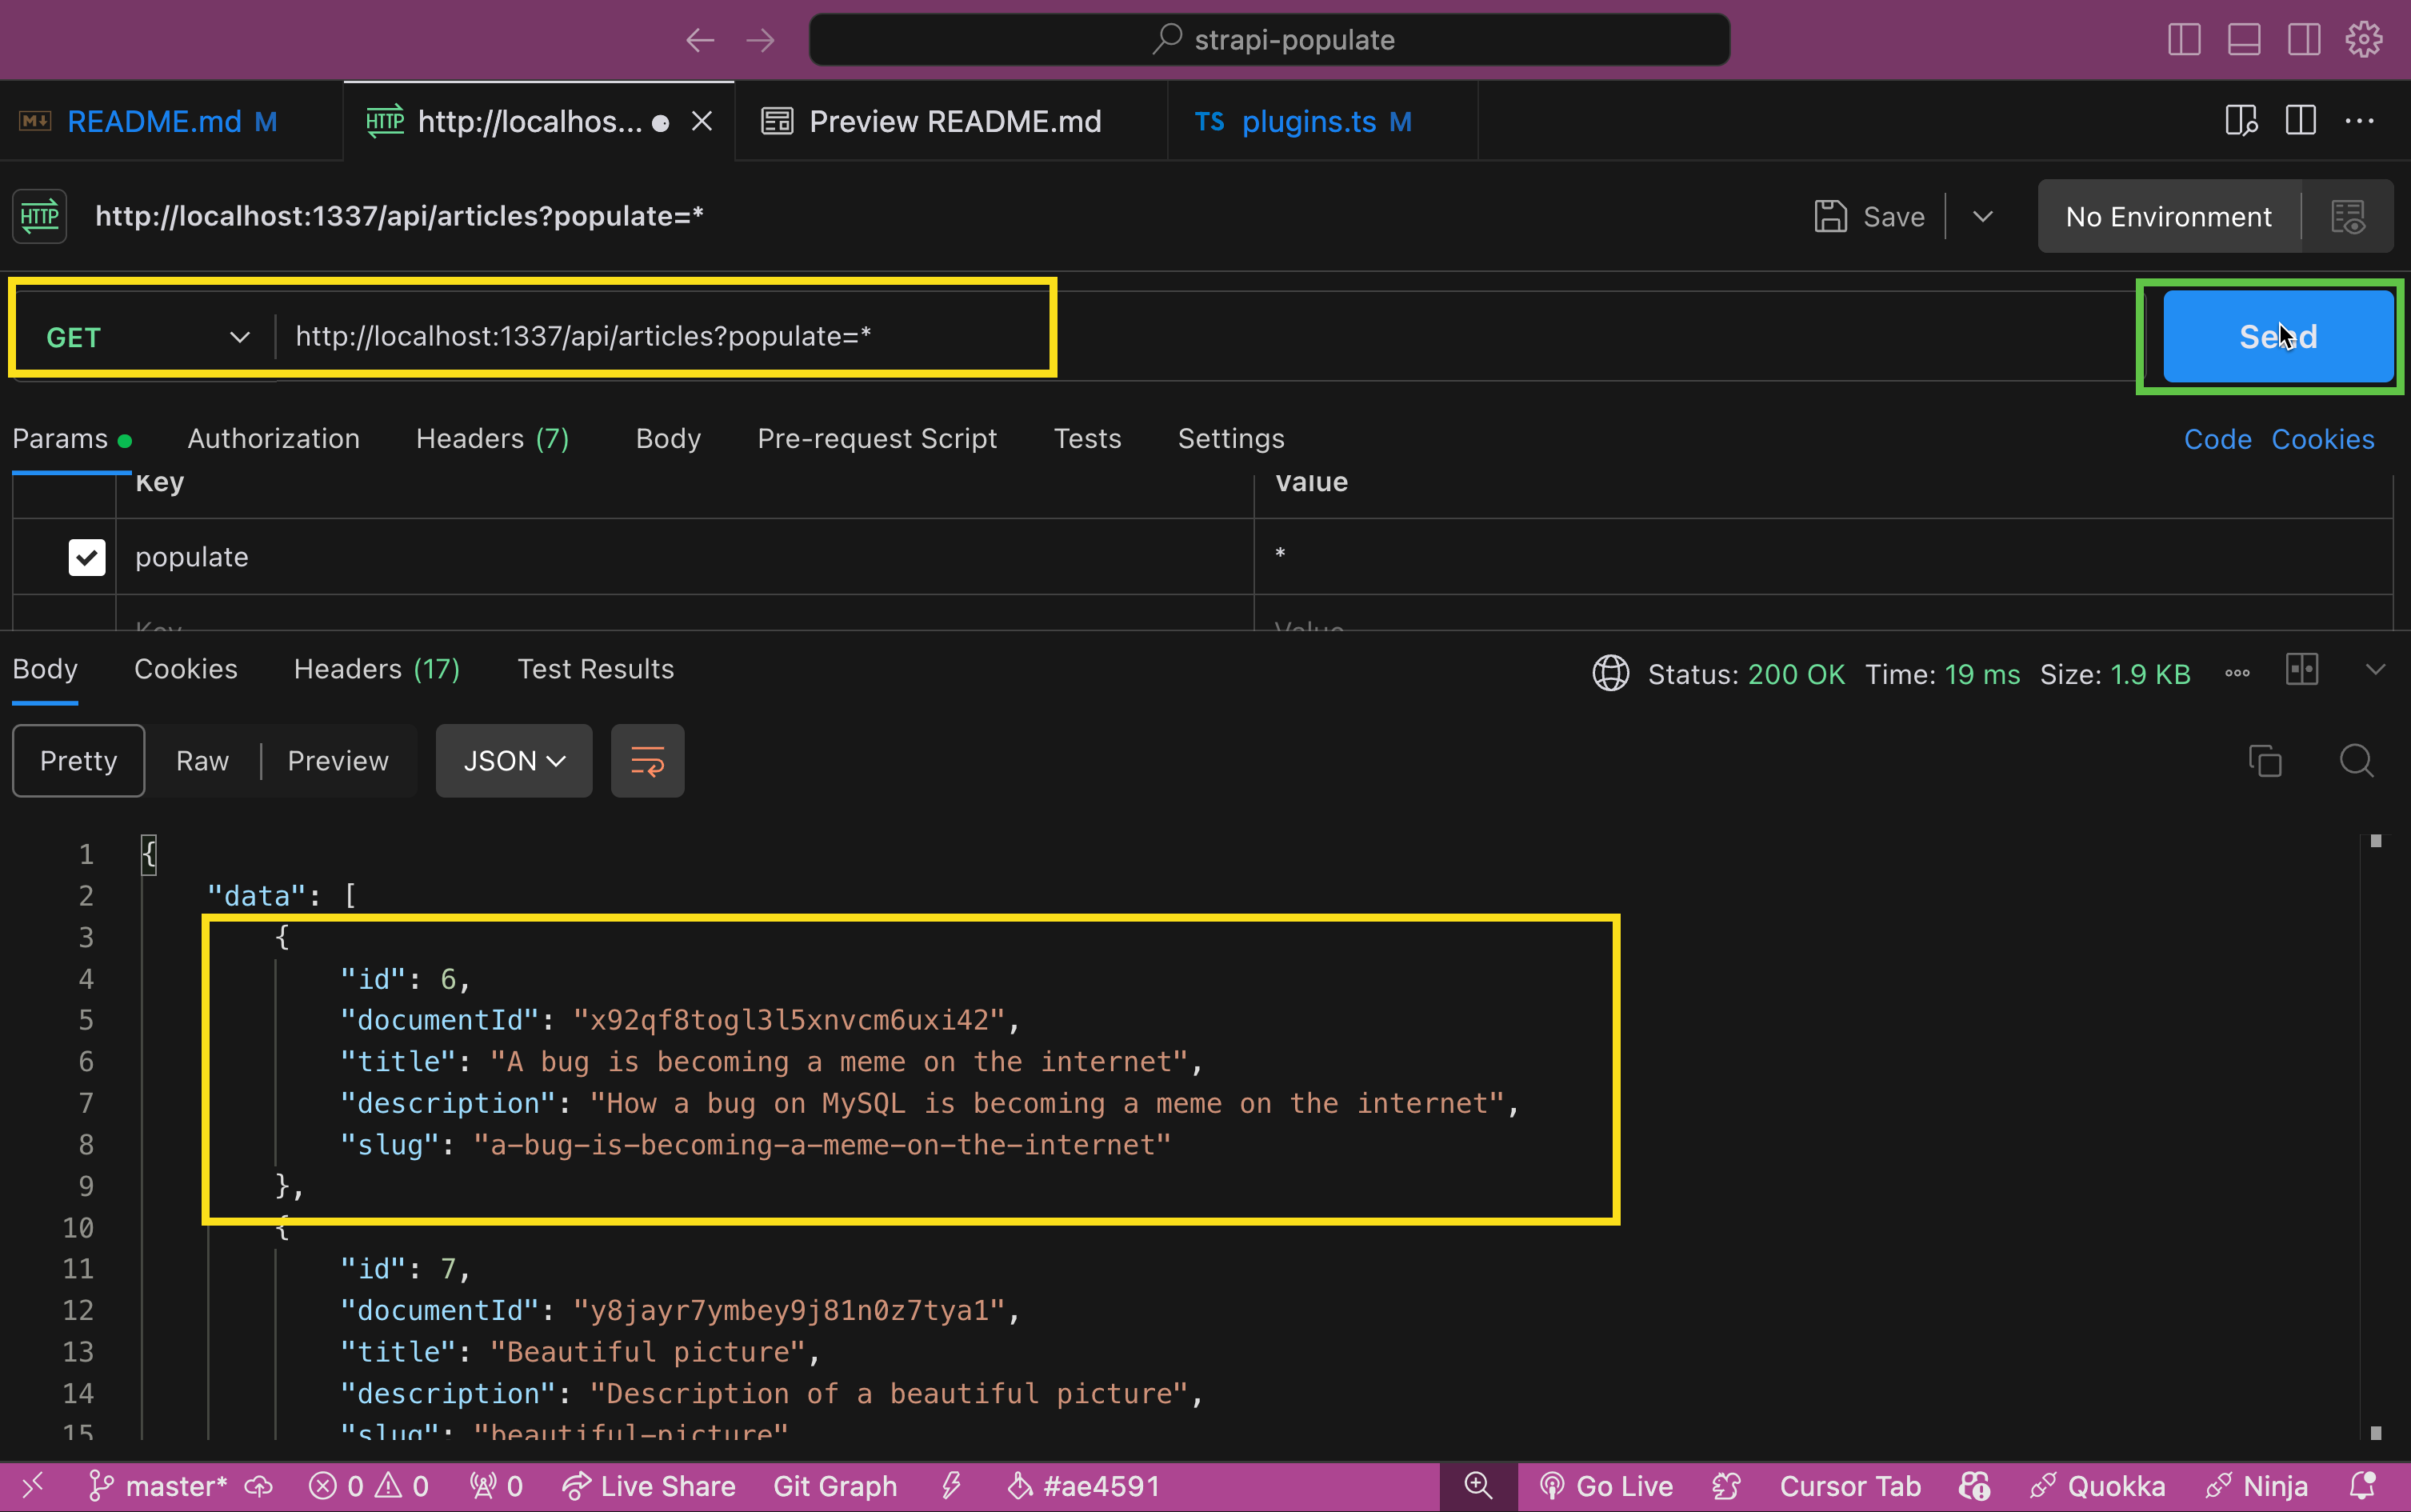 strapi-populate
README.md M
HTTP http://localhos...
Preview README.md
TS plugins.ts M
HTTP http://localhost:1337/api/articles?populate=*
Save
No Environment
GET http://localhost:1337/api/articles?populate=*
Send
Params Authorization Headers (7) Body Pre-request Script Tests Settings Code Cookies
Key Value
populate *
Key Value
Body Cookies Headers (17) Test Results Status: 200 OK Time: 19 ms Size: 1.9 KB
Pretty Raw Preview JSON
1 {
2 "data": [
3 {
4 "id": 6,
5 "documentId": "x92qf8togl3l5xnvcm6uxi42",
6 "title": "A bug is becoming a meme on the internet",
7 "description": "How a bug on MySQL is becoming a meme on the internet",
8 "slug": "a-bug-is-becoming-a-meme-on-the-internet"
9 },
10 {
11 "id": 7,
12 "documentId": "y8jayr7ymbey9j81n0z7tya1",
13 "title": "Beautiful picture",
14 "description": "Description of a beautiful picture",
15 "slug": "beautiful-picture"
master* 0 0 0 Live Share Git Graph #ae4591 Go Live Cursor Tab Quokka Ninja